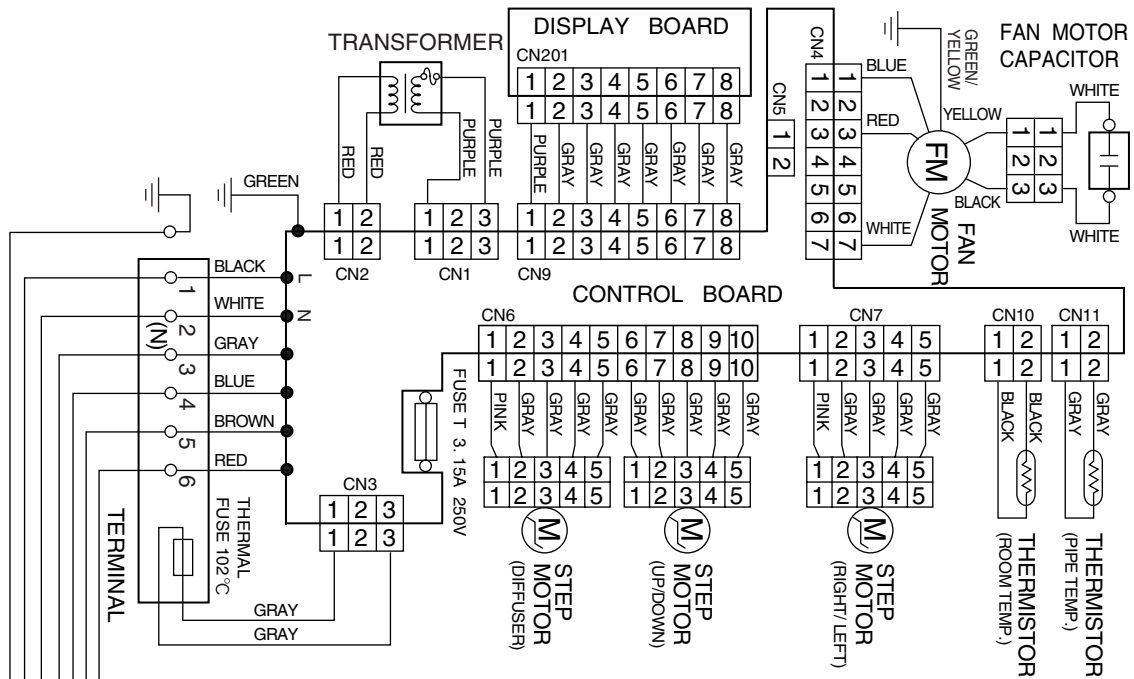 TRANSFORMER
DISPLAY BOARD
CN201
1 2 3 4 5 6 7 8
1 2 3 4 5 6 7 8
RED
RED
PURPLE
PURPLE
PURPLE
GRAY
GRAY
GRAY
GRAY
GRAY
GRAY
GRAY
GREEN
1 2
1 2
CN2
1 2 3
1 2 3
CN1
1 2 3 4 5 6 7 8
1 2 3 4 5 6 7 8
CN9
CN5
1
2
CN4
1 1
2 2
3 3
4 4
5 5
6 6
7 7
BLUE
RED
WHITE
GREEN/
YELLOW
YELLOW
BLACK
FM
FAN
MOTOR
FAN MOTOR
CAPACITOR
1 1
2 2
3 3
WHITE
WHITE
BLACK
L
WHITE
N
GRAY
BLUE
BROWN
RED
1
2
(N)
3
4
5
6
THERMAL
FUSE 102°C
TERMINAL
GRAY
GRAY
CN3
1 2 3
1 2 3
FUSE T 3. 15A 250V
CONTROL BOARD
CN6
1 2 3 4 5 6 7 8 9 10
1 2 3 4 5 6 7 8 9 10
PINK
GRAY
GRAY
GRAY
GRAY
GRAY
GRAY
GRAY
GRAY
GRAY
1 2 3 4 5
1 2 3 4 5
M
STEP
MOTOR
(DIFFUSER)
1 2 3 4 5
1 2 3 4 5
M
STEP
MOTOR
(UP/DOWN)
CN7
1 2 3 4 5
1 2 3 4 5
PINK
GRAY
GRAY
GRAY
GRAY
1 2 3 4 5
1 2 3 4 5
M
STEP
MOTOR
(RIGHT/ LEFT)
CN10
1 2
1 2
BLACK
BLACK
THERMISTOR
(ROOM TEMP.)
CN11
1 2
1 2
GRAY
GRAY
THERMISTOR
(PIPE TEMP.)